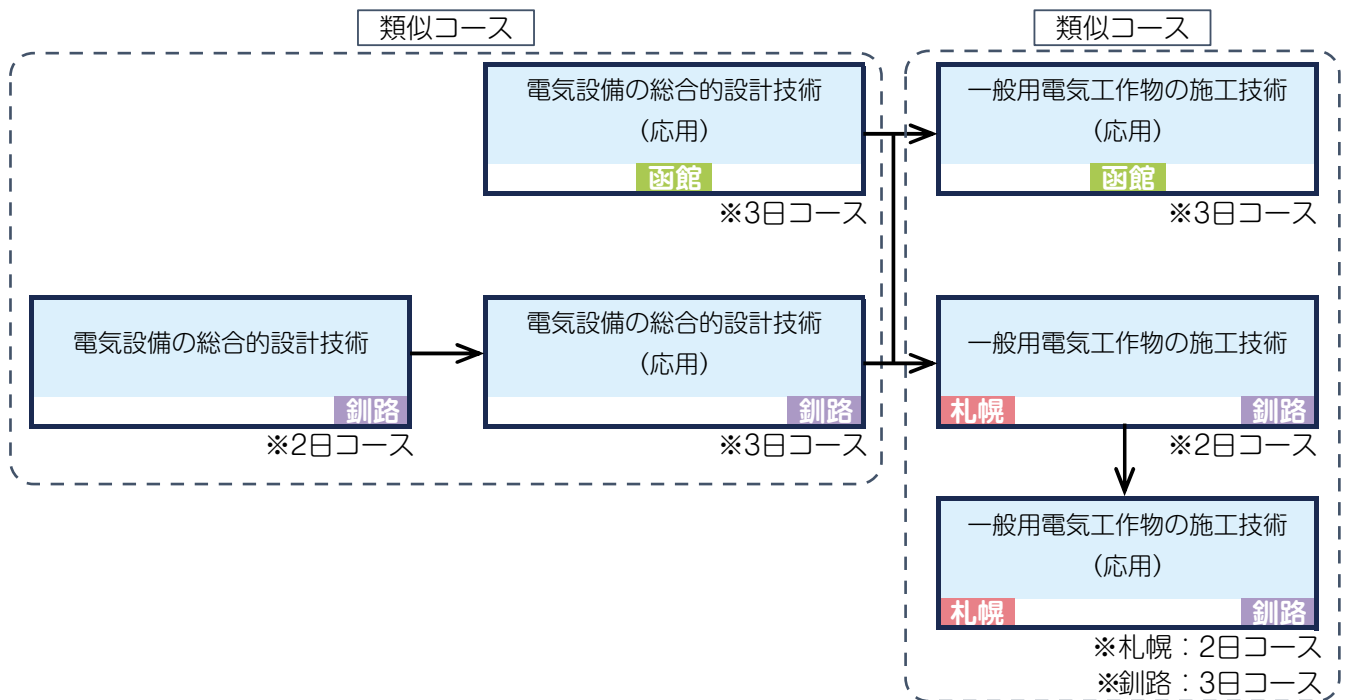 類似コース
電気設備の総合的設計技術
（応用）
函館
※3日コース
電気設備の総合的設計技術
釧路
※2日コース
電気設備の総合的設計技術
（応用）
釧路
※3日コース
類似コース
一般用電気工作物の施工技術
（応用）
函館
※3日コース
一般用電気工作物の施工技術
札幌 釧路
※2日コース
一般用電気工作物の施工技術
（応用）
札幌 釧路
※札幌：2日コース
※釧路：3日コース